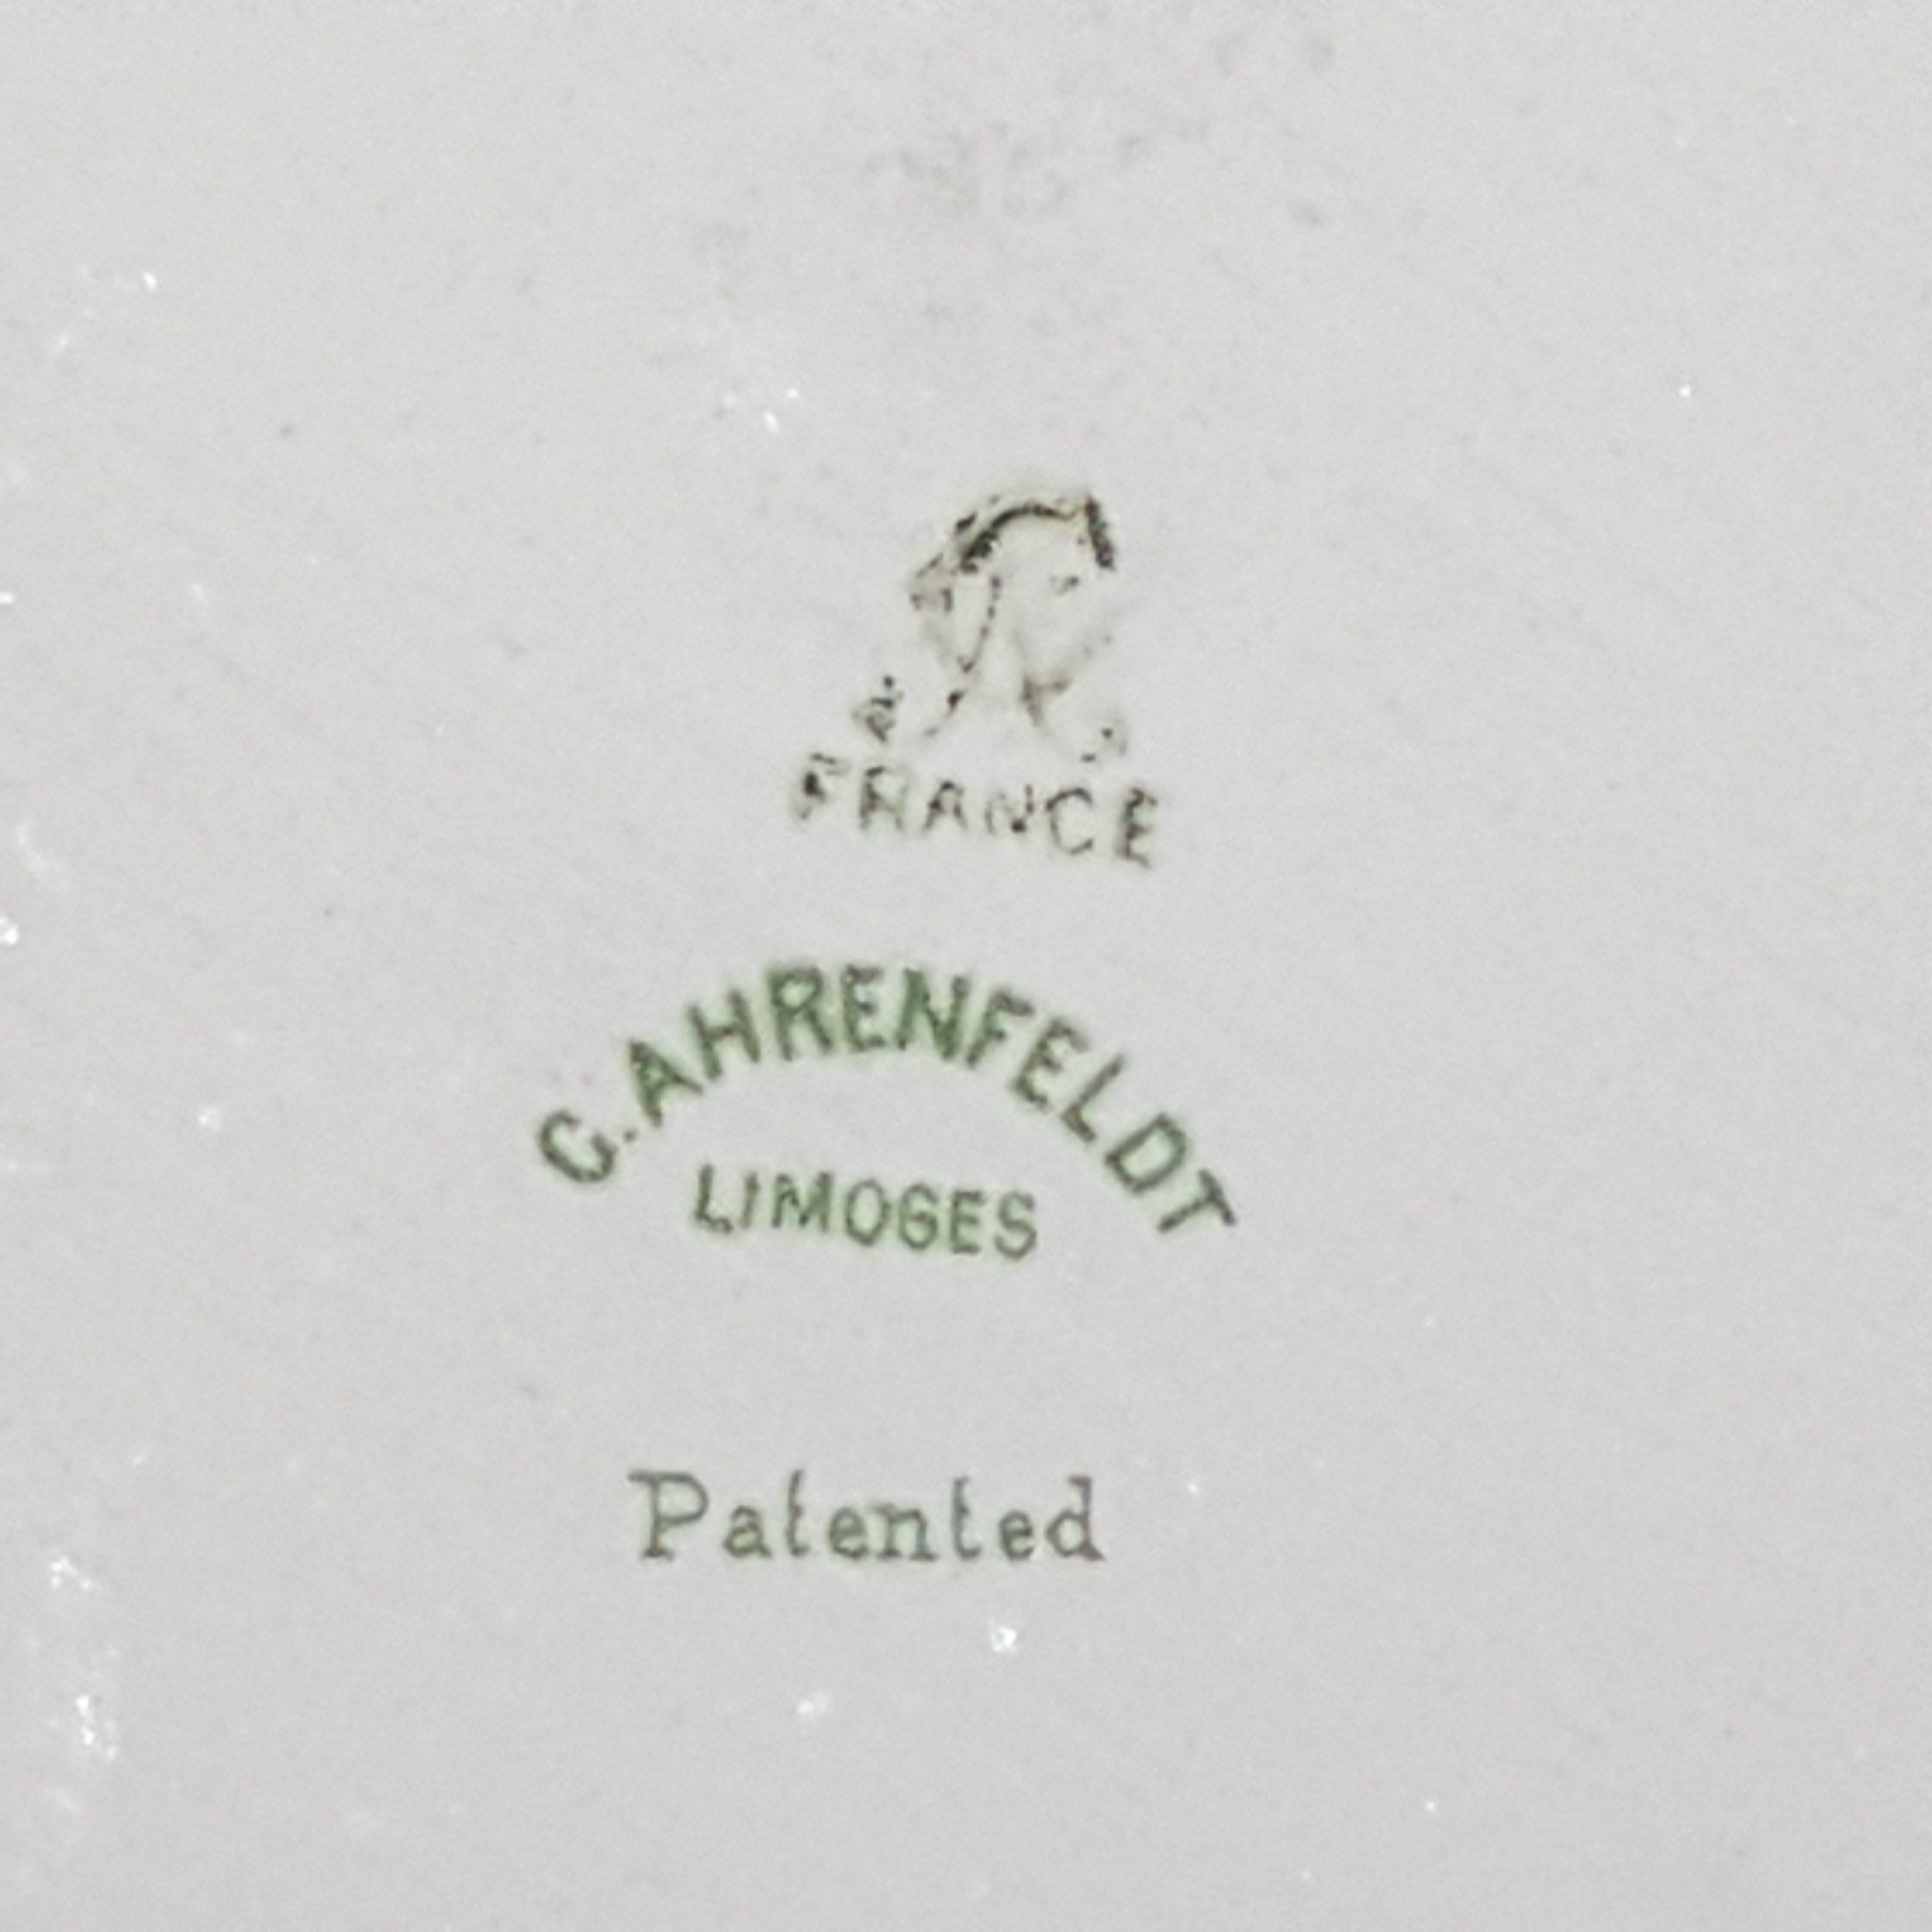 FRANCE
C. AHRENFELDT
LIMOGES
Patented